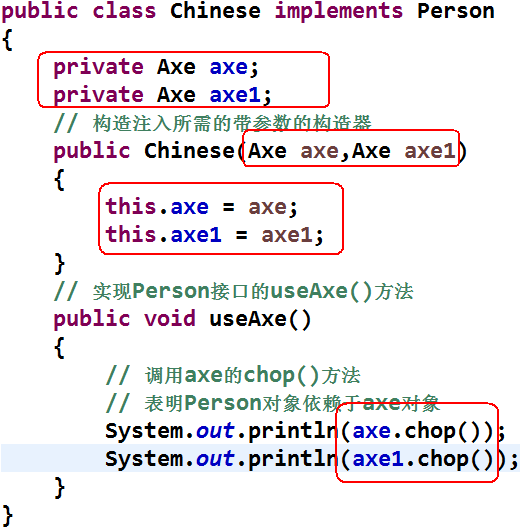 public class Chinese implements Person
{
private Axe axe;
private Axe axe1;
// 构造注入所需的带参数的构造器
public Chinese(Axe axe,Axe axe1)
{
this.axe = axe;
this.axe1 = axe1;
}
// 实现Person接口的useAxe()方法
public void useAxe()
{
// 调用axe的chop()方法
// 表明Person对象依赖于axe对象
System.out.println(axe.chop());
System.out.println(axe1.chop());
}
}